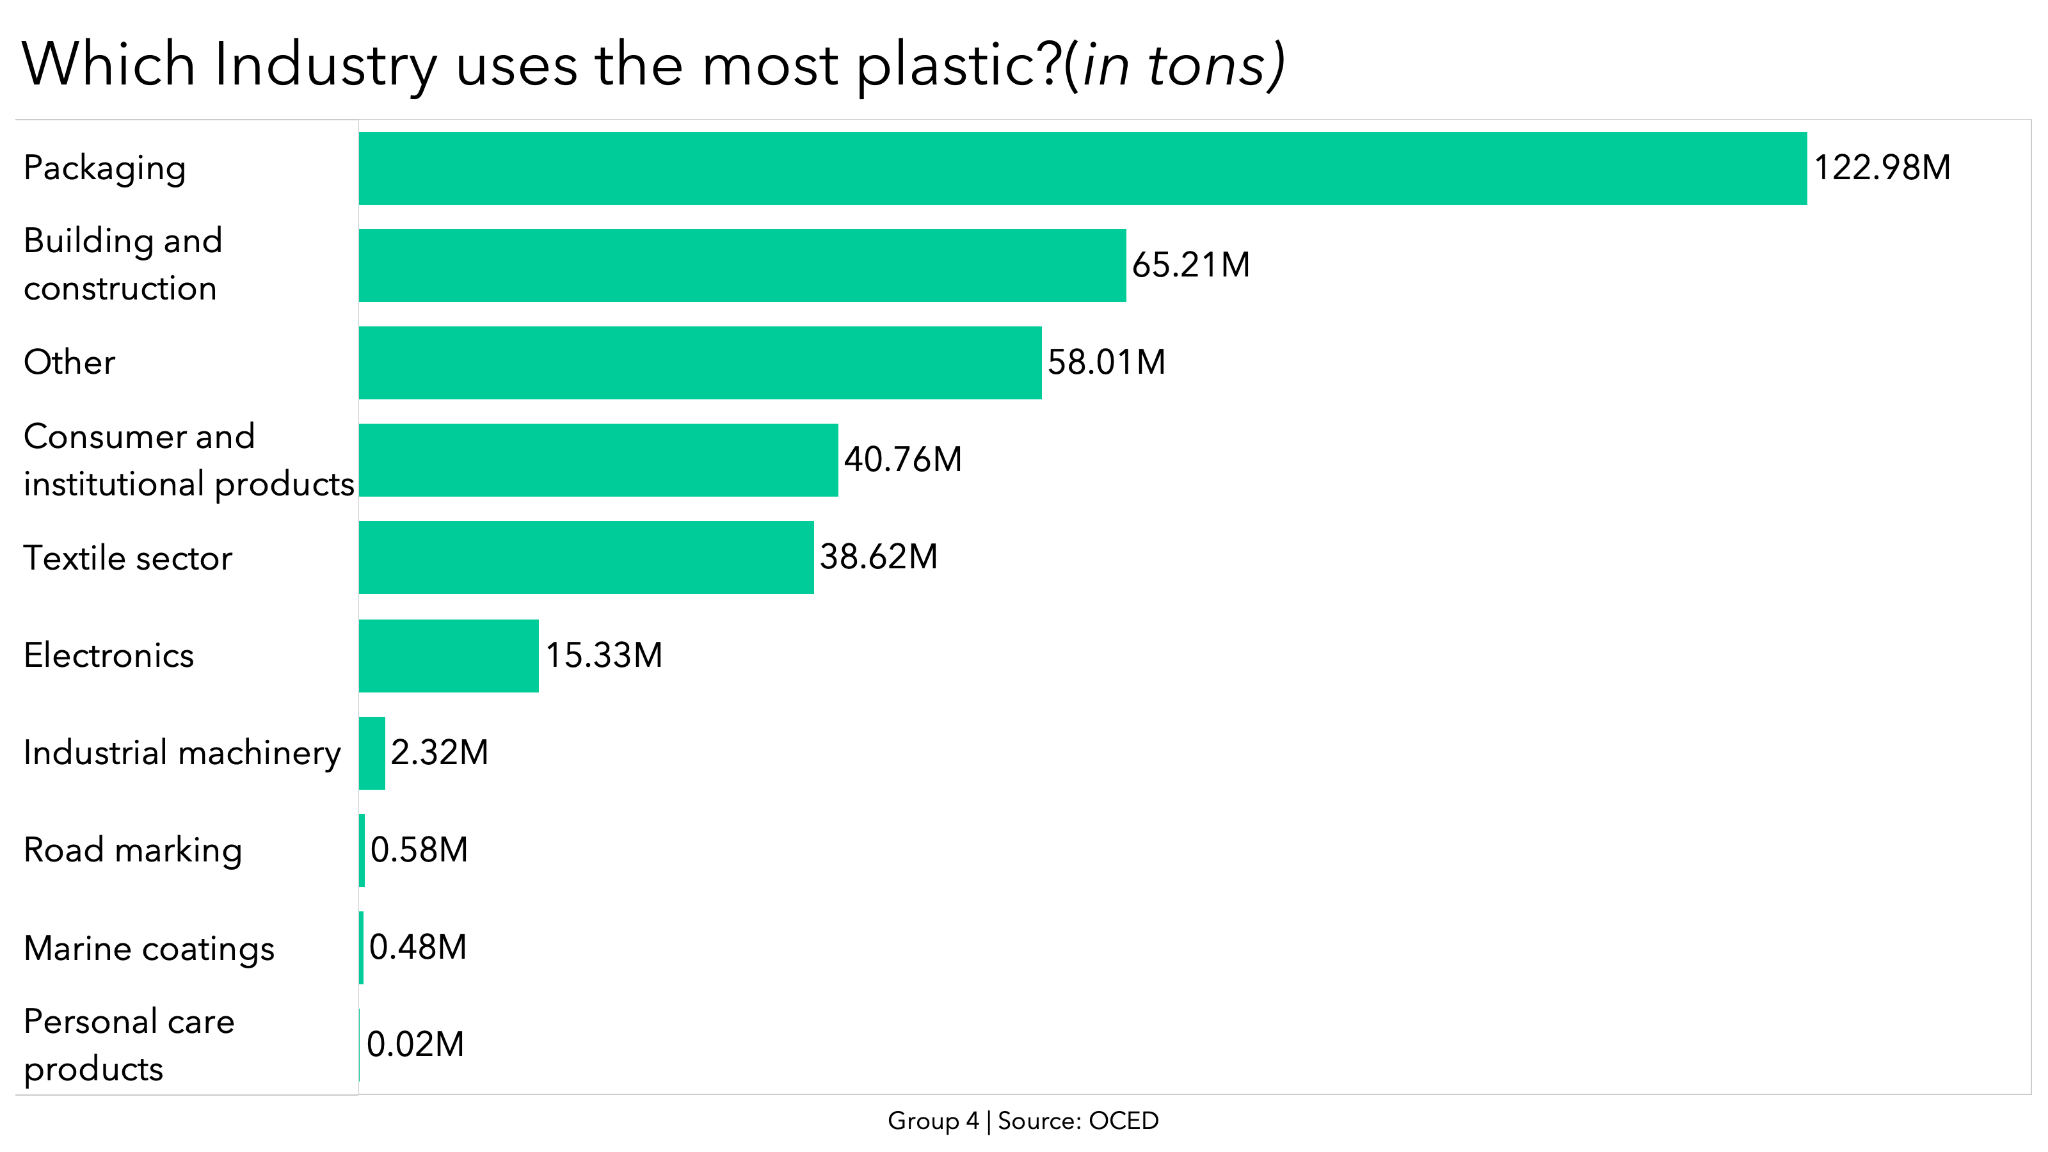 Which Industry uses the most plastic?(in tons)
Packaging
122.98M
Building and
construction
65.21M
Other
58.01M
Consumer and
institutional products
40.76M
Textile sector
38.62M
Electronics
15.33M
Industrial machinery
2.32M
Road marking
0.58M
Marine coatings
0.48M
Personal care
products
0.02M
Group 4 | Source: OCED